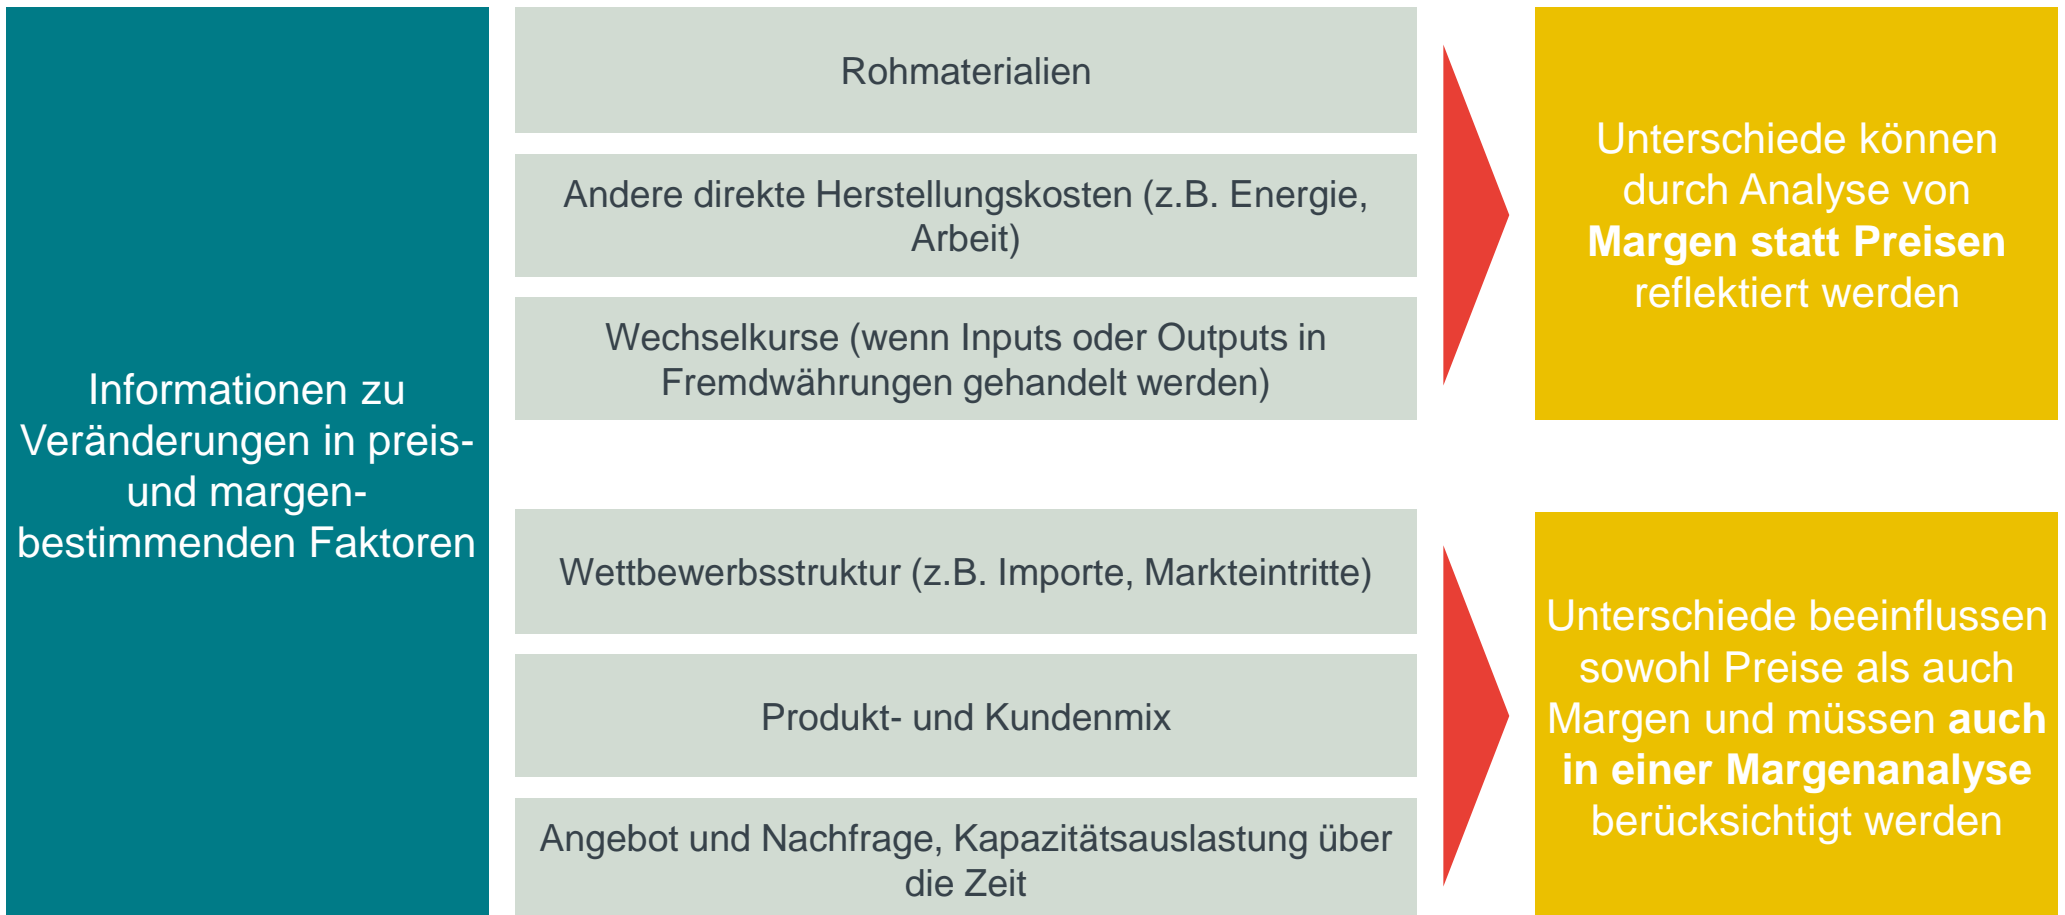 Informationen zu
Veränderungen in preis-
und margen-
bestimmenden Faktoren
Rohmaterialien
Andere direkte Herstellungskosten (z.B. Energie,
Arbeit)
Wechselkurse (wenn Inputs oder Outputs in
Fremdwährungen gehandelt werden)
Unterschiede können
durch Analyse von
Margen statt Preisen
reflektiert werden
Wettbewerbsstruktur (z.B. Importe, Markteintritte)
Produkt- und Kundenmix
Angebot und Nachfrage, Kapazitätsauslastung über
die Zeit
Unterschiede beeinflussen
sowohl Preise als auch
Margen und müssen auch
in einer Margenanalyse
berücksichtigt werden